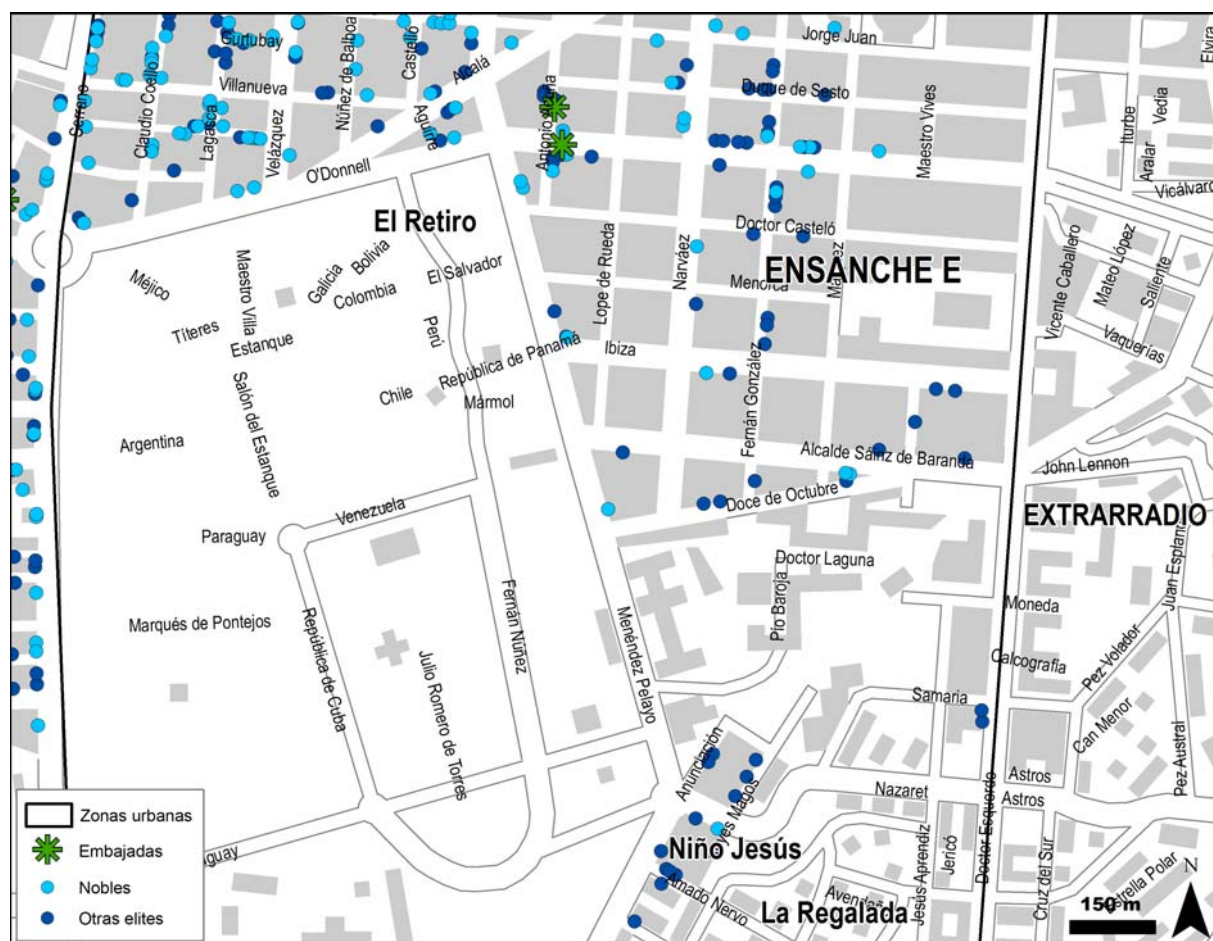 Gurtubay
Villanueva
Serrano
Claudio Coello
Lagasca
Velázquez
Núñez de Balboa
Castelló
Alcalá
Aguirre
O'Donnell
Jorge Juan
Duque de Sesto
Maestro Vives
Elvira
Iturbe
Vedia
Aralar
Vicálvaro
El Retiro
Doctor Casteló
ENSANCHE E
Lope de Rueda
Narváez
Menorca
Vicente Caballero
Mateo López
Saliente
Vaquerías
Méjico
Títeres
Maestro Villa
Estanque
Galicia
Bolivia
Colombia
El Salvador
Perú
República de Panamá
Ibiza
Chile
Mármol
Salón del Estanque
Argentina
Fernán González
Alcalde Sáinz de Baranda
John Lennon
Doce de Octubre
EXTRARRADIO
Venezuela
Paraguay
Doctor Laguna
Pío Baroja
Marqués de Pontejos
República de Cuba
Julio Romero de Torres
Fernán Núñez
Menéndez Pelayo
Moneda
Calcografía
Pez Volador
Samaria
Can Menor
Pez Austral
Anunciación
Nazaret
Astros
Astros
Niño Jesús
Amado Nervo
La Regalada
Jesús Aprendiz
Jericó
Doctor Esquerdo
Cruz del Sur
Zonas urbanas
Embajadas
Nobles
Otras elites
150 m
N